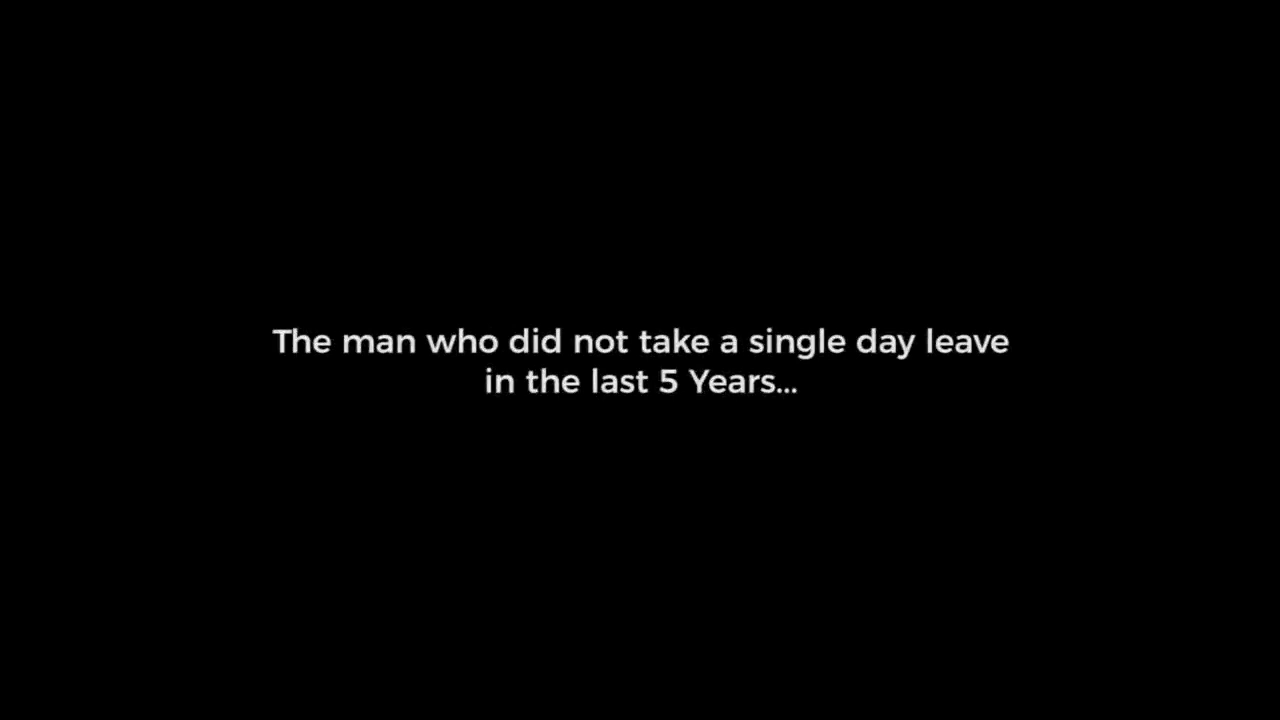 The man who did not take a single day leave
in the last 5 Years...